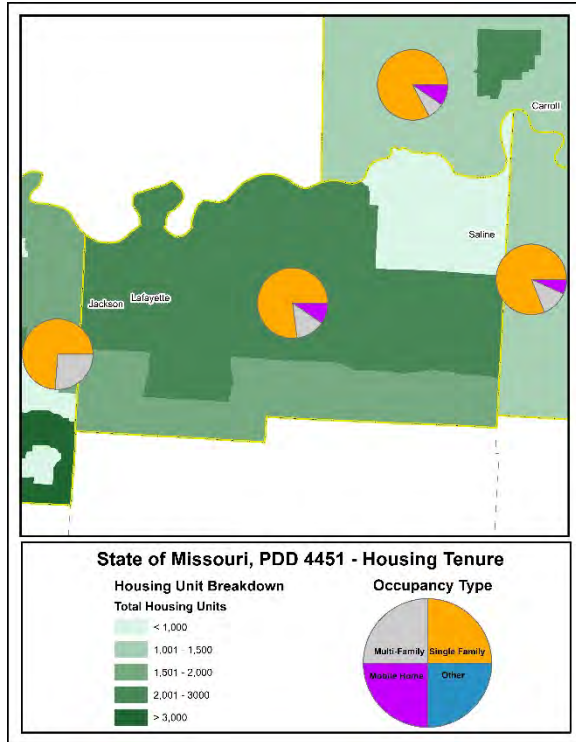 Carroll
Saline
Jackson
Lafayette
State of Missouri, PDD 4451 - Housing Tenure
Housing Unit Breakdown
Total Housing Units
< 1,000
1,001 - 1,500
1,501 - 2,000
2,001 - 3000
> 3,000
Occupancy Type
Multi-Family
Single Family
Mobile Home
Other